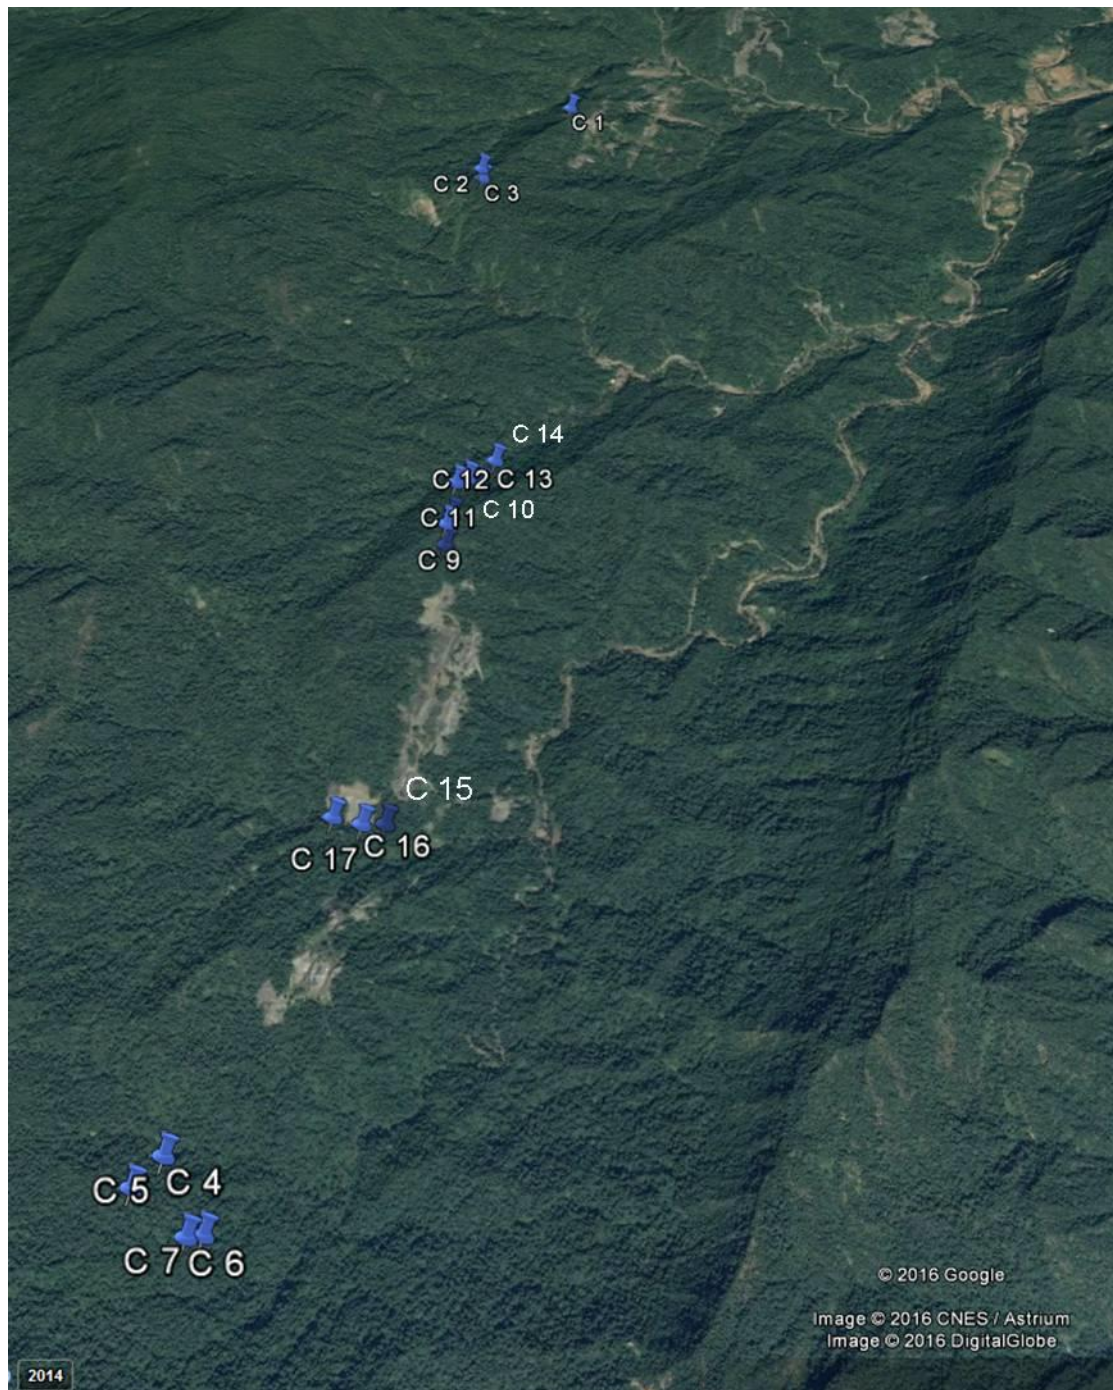 C 1
C 2
C 3
C 14
C 12
C 13
C 11
C 10
C 9
C 15
C 17
C 16
C 5
C 4
C 7
C 6
© 2016 Google
Image © 2016 CNES / Astrium
Image © 2016 DigitalGlobe
2014